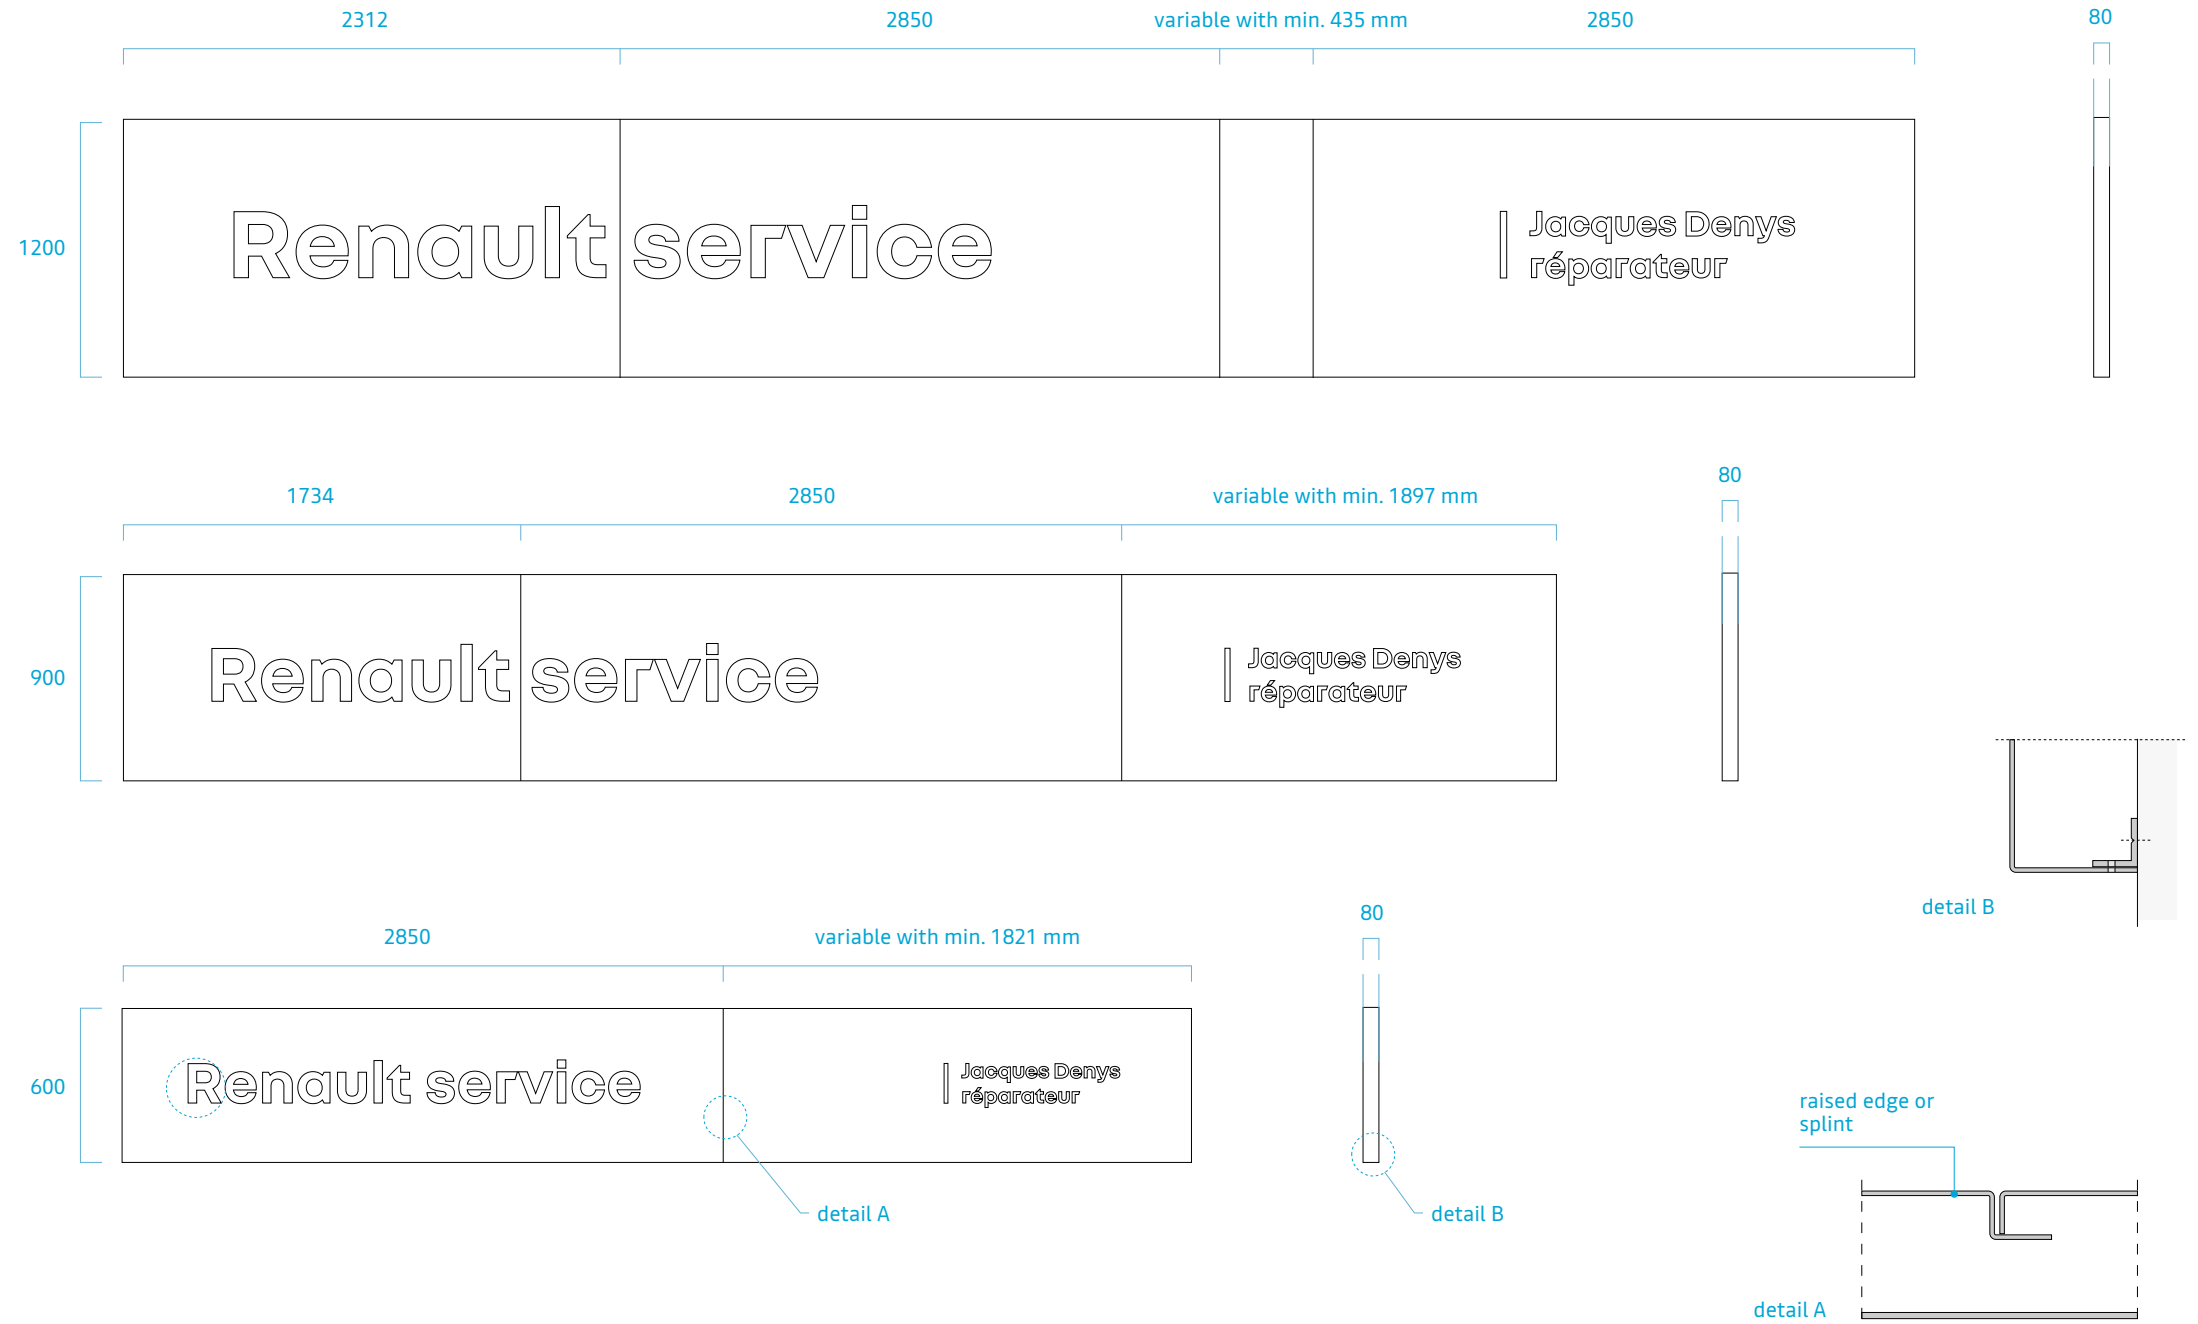 2312
2850
variable with min. 435 mm
2850
80
1200
Renault service
Jacques Denys
réparateur
1734
2850
variable with min. 1897 mm
80
900
Renault service
Jacques Denys
réparateur
detail B
2850
variable with min. 1821 mm
80
600
Renault service
Jacques Denys
réparateur
detail A
detail B
raised edge or
splint
detail A